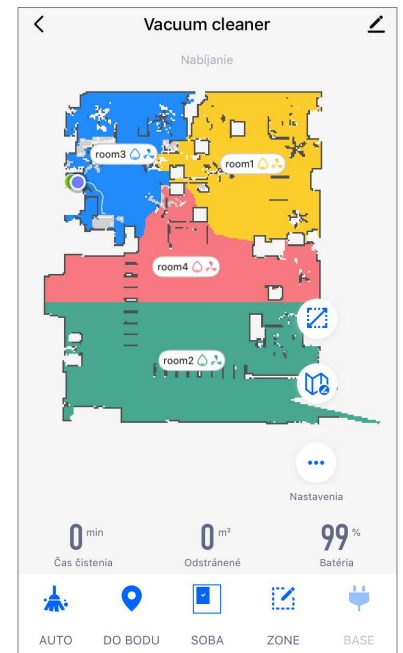 Vacuum cleaner
Nabíjanie
room3
room1
room4
room2
Nastavenia
0 min
0 m²
99 %
Čas čistenia
Odstránené
Batéria
AUTO
DO BODU
SOBA
ZONE
BASE